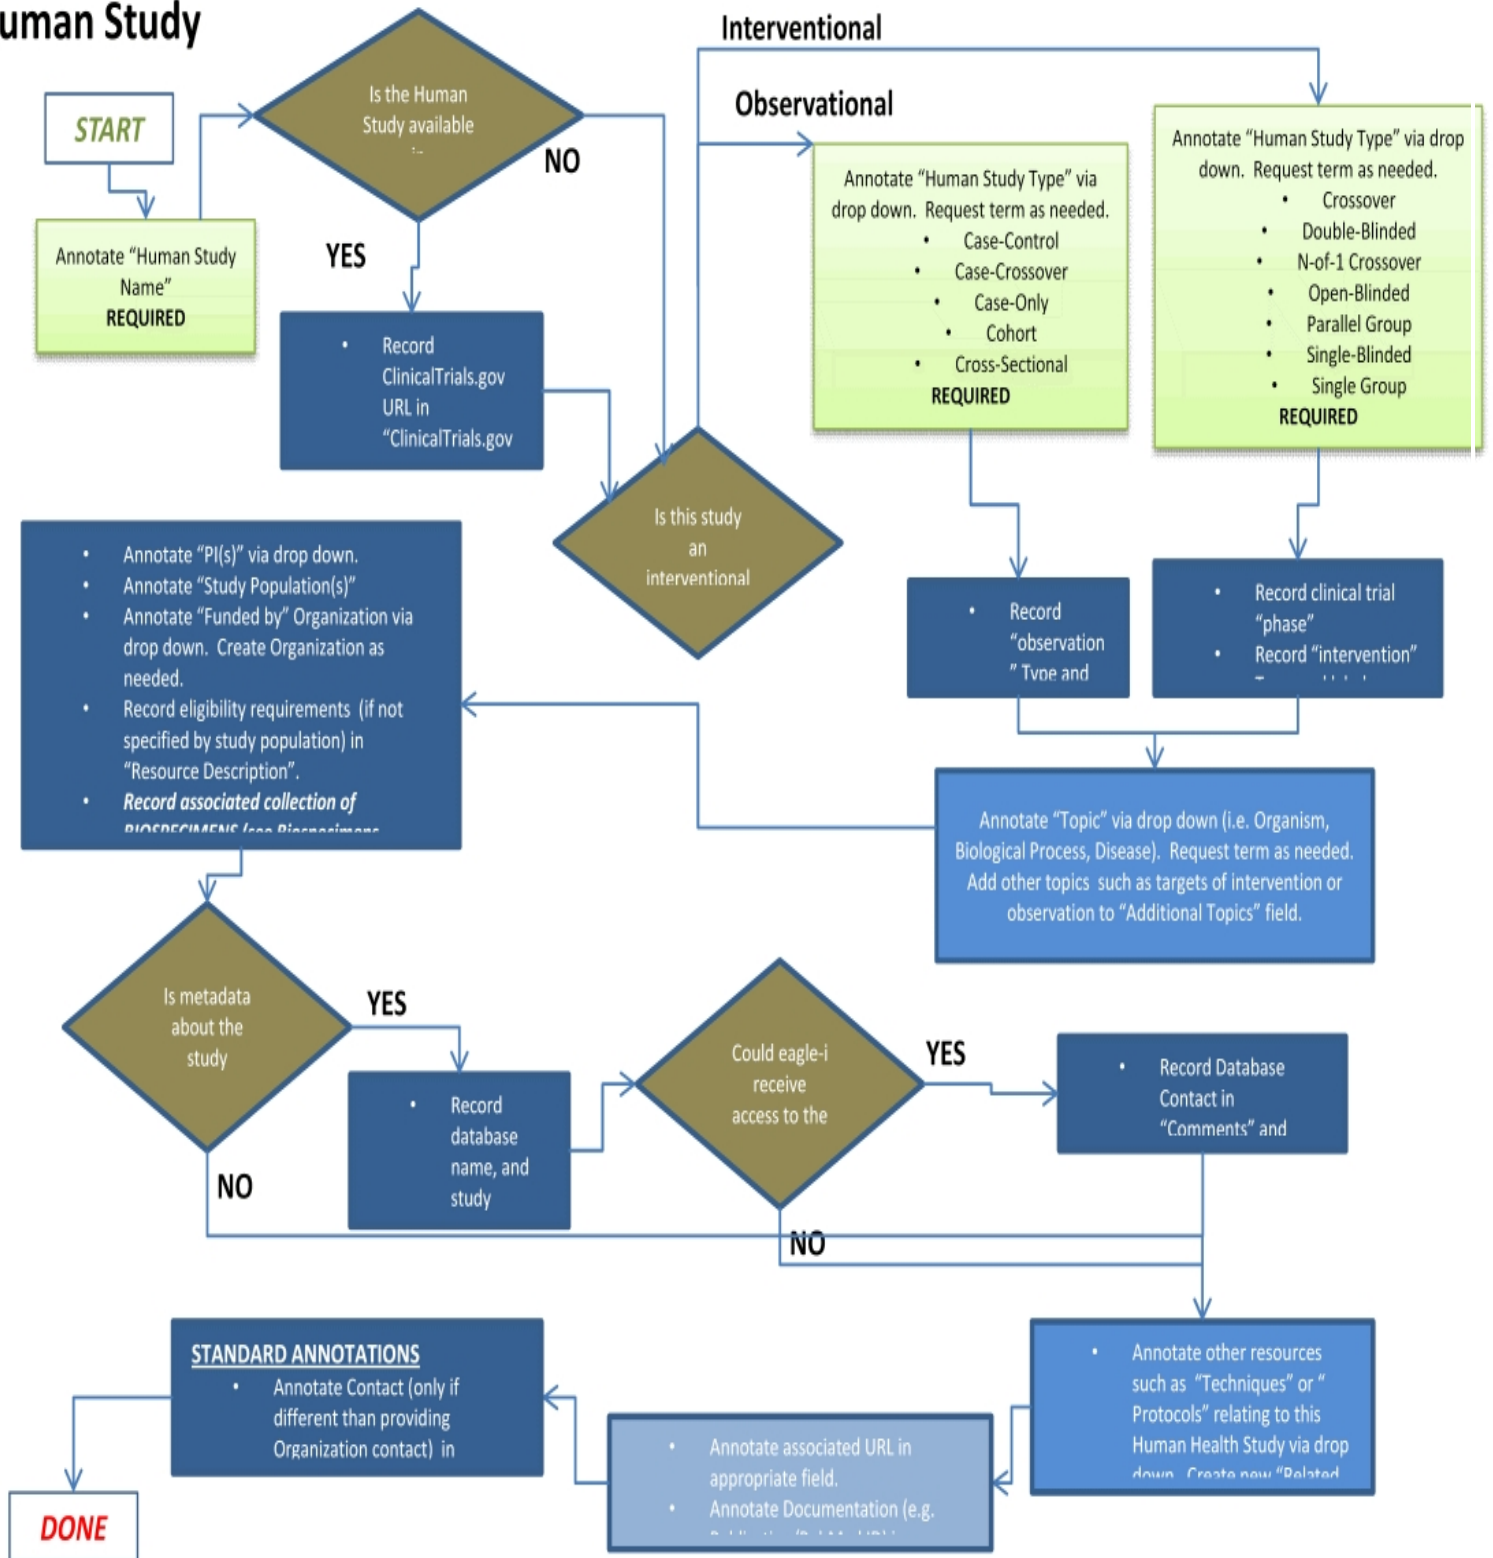 uman Study
START
Annotate “Human Study
Name”
REQUIRED
Is the Human
Study available
NO
YES
• Record
ClinicalTrials.gov
URL in
“ClinicalTrials.gov
Is this study
an
interventional
Interventional
Observational
Annotate “Human Study Type” via
drop down. Request term as needed.
• Case-Control
• Case-Crossover
• Case-Only
• Cohort
• Cross-Sectional
REQUIRED
Annotate “Human Study Type” via drop
down. Request term as needed.
• Crossover
• Double-Blinded
• N-of-1 Crossover
• Open-Blinded
• Parallel Group
• Single-Blinded
• Single Group
REQUIRED
• Record
“observation
” Type and
• Record clinical trial
“phase”
• Record “intervention”
Annotate “Topic” via drop down (i.e. Organism,
Biological Process, Disease). Request term as needed.
Add other topics such as targets of intervention or
observation to “Additional Topics” field.
• Annotate “PI(s)” via drop down.
• Annotate “Study Population(s)”
• Annotate “Funded by” Organization via
drop down. Create Organization as
needed.
• Record eligibility requirements (if not
specified by study population) in
“Resource Description”.
• Record associated collection of
BIOSPECIMENS (see Biospecimens
Is metadata
about the
study
YES
NO
• Record
database
name, and
study
Could eagle-i
receive
access to the
YES
NO
• Record Database
Contact in
“Comments” and
• Annotate other resources
such as “Techniques” or “
Protocols” relating to this
Human Health Study via drop
down. Create new “Related
• Annotate associated URL in
appropriate field.
• Annotate Documentation (e.g.
STANDARD ANNOTATIONS
• Annotate Contact (only if
different than providing
Organization contact) in
DONE